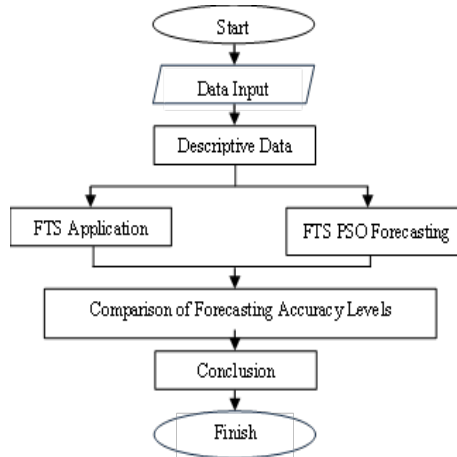 Start
Data Input
Descriptive Data
FTS Application
FTS PSO Forecasting
Comparison of Forecasting Accuracy Levels
Conclusion
Finish